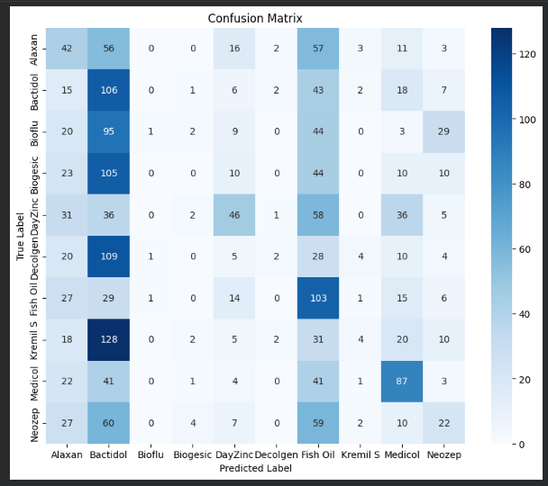 Confusion Matrix
Alaxan 42 56 0 0 16 2 57 3 11 3
Bactidol 15 106 0 1 6 2 43 2 18 7
Bioflu 20 95 1 2 9 0 44 0 3 29
Biogesic 23 105 0 0 10 0 44 0 10 10
DayZinc 31 36 0 2 46 1 58 0 36 5
Decolgen 20 109 1 0 5 2 28 4 10 4
Fish Oil 27 29 1 0 14 0 103 1 15 6
Kremil S 18 128 0 2 5 2 31 4 20 10
Medicol 22 41 0 1 4 0 41 1 87 3
Neozep 27 60 0 4 7 0 59 2 10 22
Alaxan Bactidol Bioflu Biogesic DayZinc Decolgen Fish Oil Kremil S Medicol Neozep
Predicted Label
True Label
120
100
80
60
40
20
0